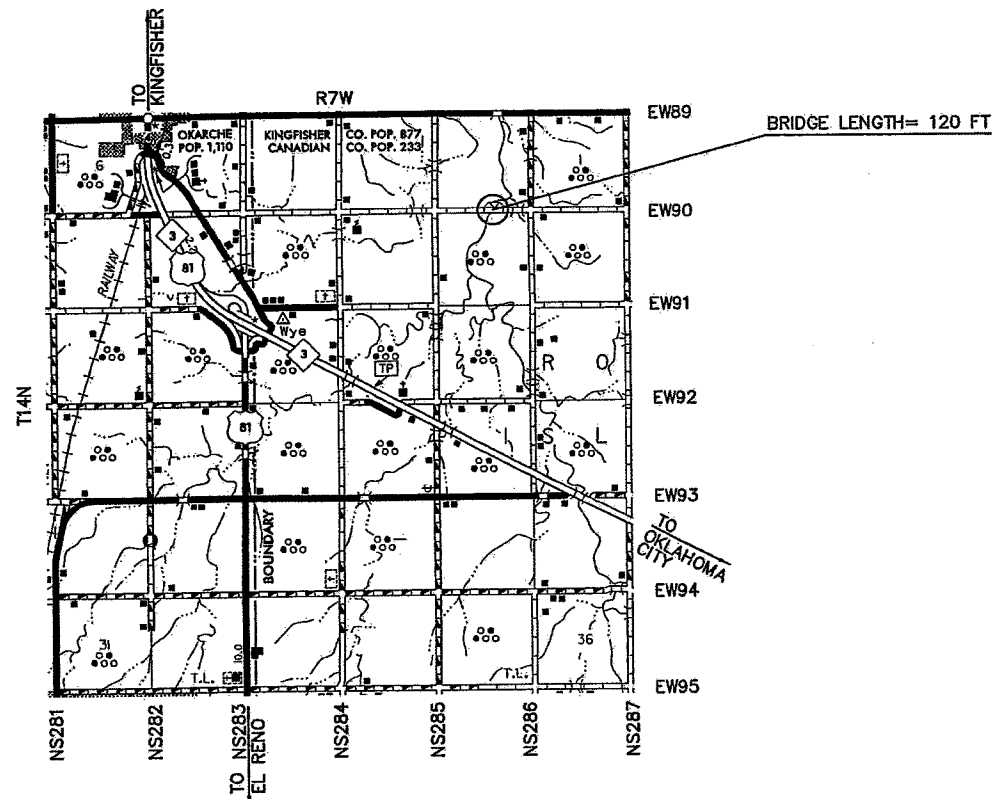 TO
KINGFISHER
R7W
EW89
BRIDGE LENGTH= 120 FT
OKARCHE
POP. 1,110
KINGFISHER CO. POP. 877
CANADIAN CO. POP. 233
6
1
EW90
3
81
RAILWAY
EW91
Wye
3
TP
R O
T14N
EW92
81
I S L
EW93
TO
OKLAHOMA
CITY
BOUNDARY
EW94
31
36
10.0
T.L.
T.L.
EW95
NS281
NS282
NS283
NS284
NS285
NS286
NS287
TO
EL RENO